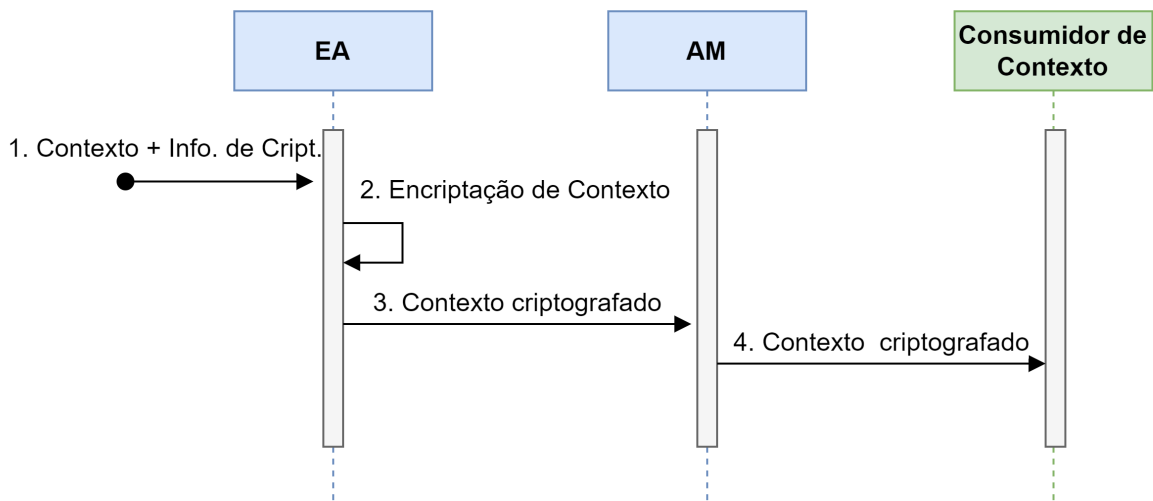 EA
AM
Consumidor de
Contexto
1. Contexto + Info. de Cript.
2. Encriptação de Contexto
3. Contexto criptografado
4. Contexto  criptografado